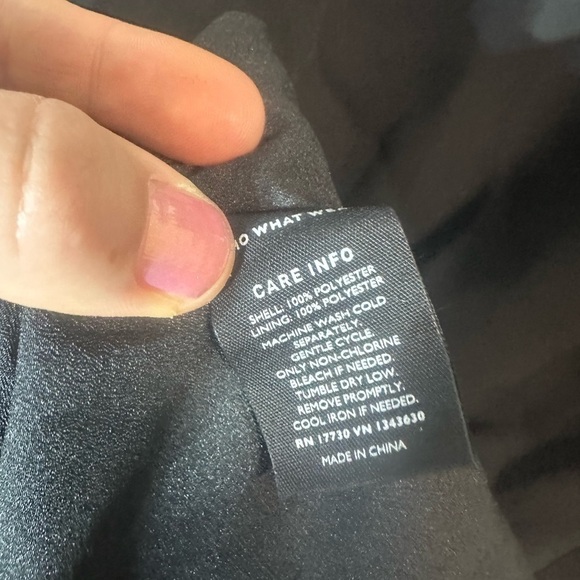 WHAT
CARE INFO
SHELL: 100% POLYESTER
LINING: 100% POLYESTER
MACHINE WASH COLD
SEPARATELY.
GENTLE CYCLE.
ONLY NON-CHLORINE
BLEACH IF NEEDED.
TUMBLE DRY LOW.
REMOVE PROMPTLY.
COOL IRON IF NEEDED.
RN 17730 VN 1343630
MADE IN CHINA